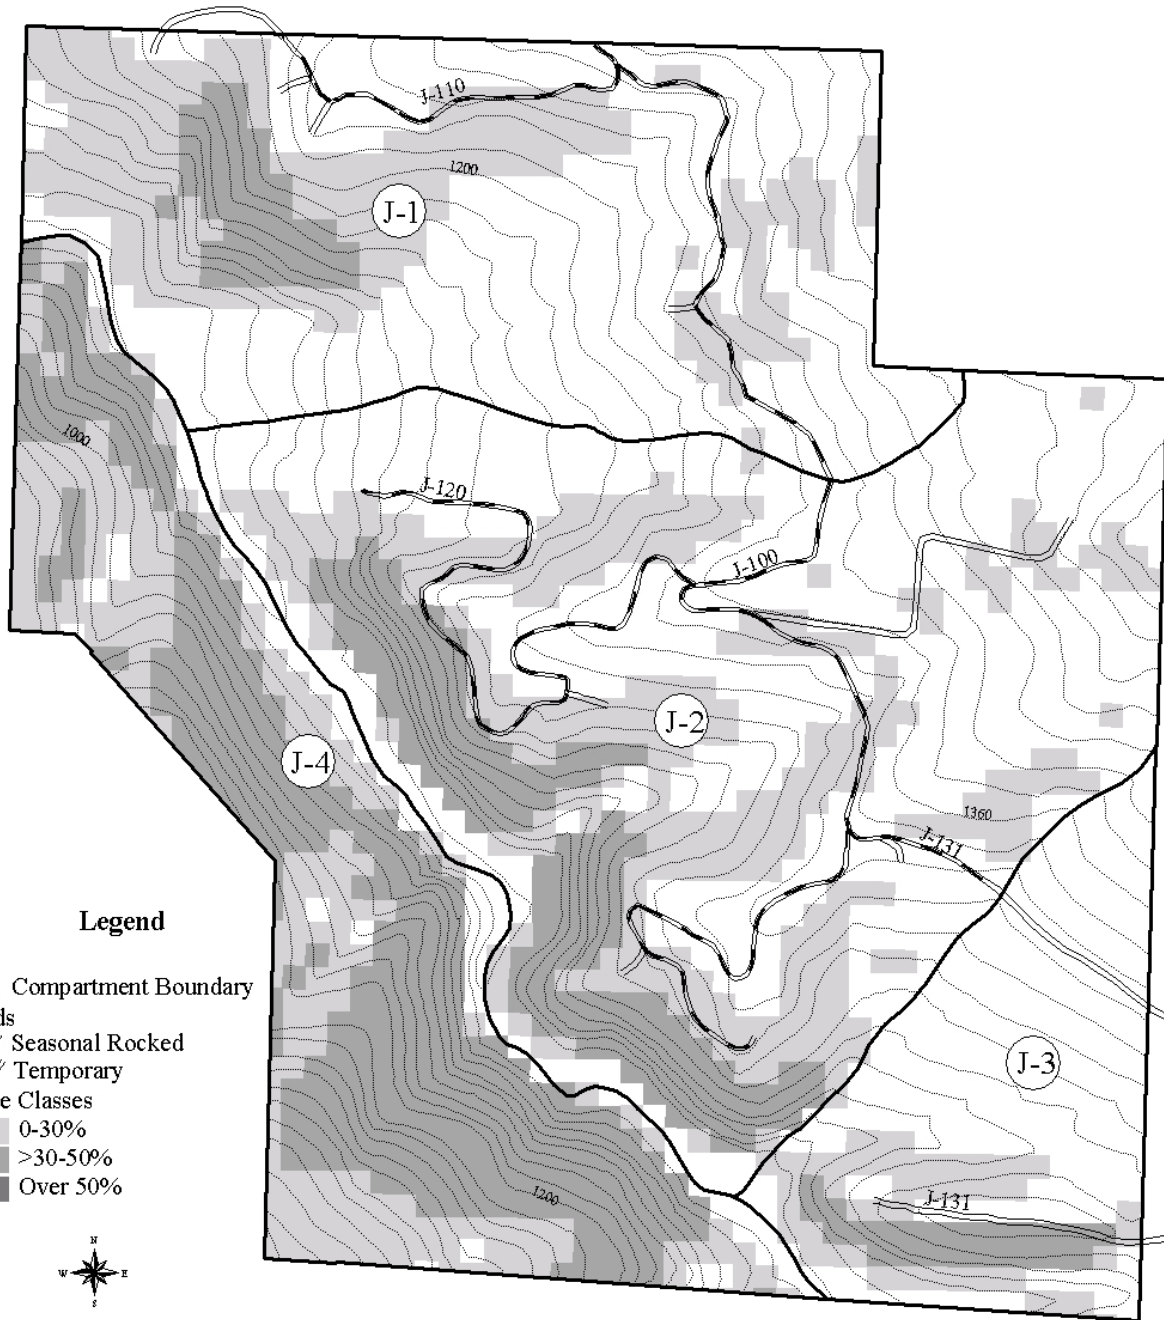 J-110
1200
J-1
1000
J-120
J-100
J-2
J-4
1360
J-131
Legend
Compartment Boundary
ds
Seasonal Rocked
Temporary
e Classes
0-30%
>30-50%
Over 50%
J-3
1200
J-131
N
W E
S